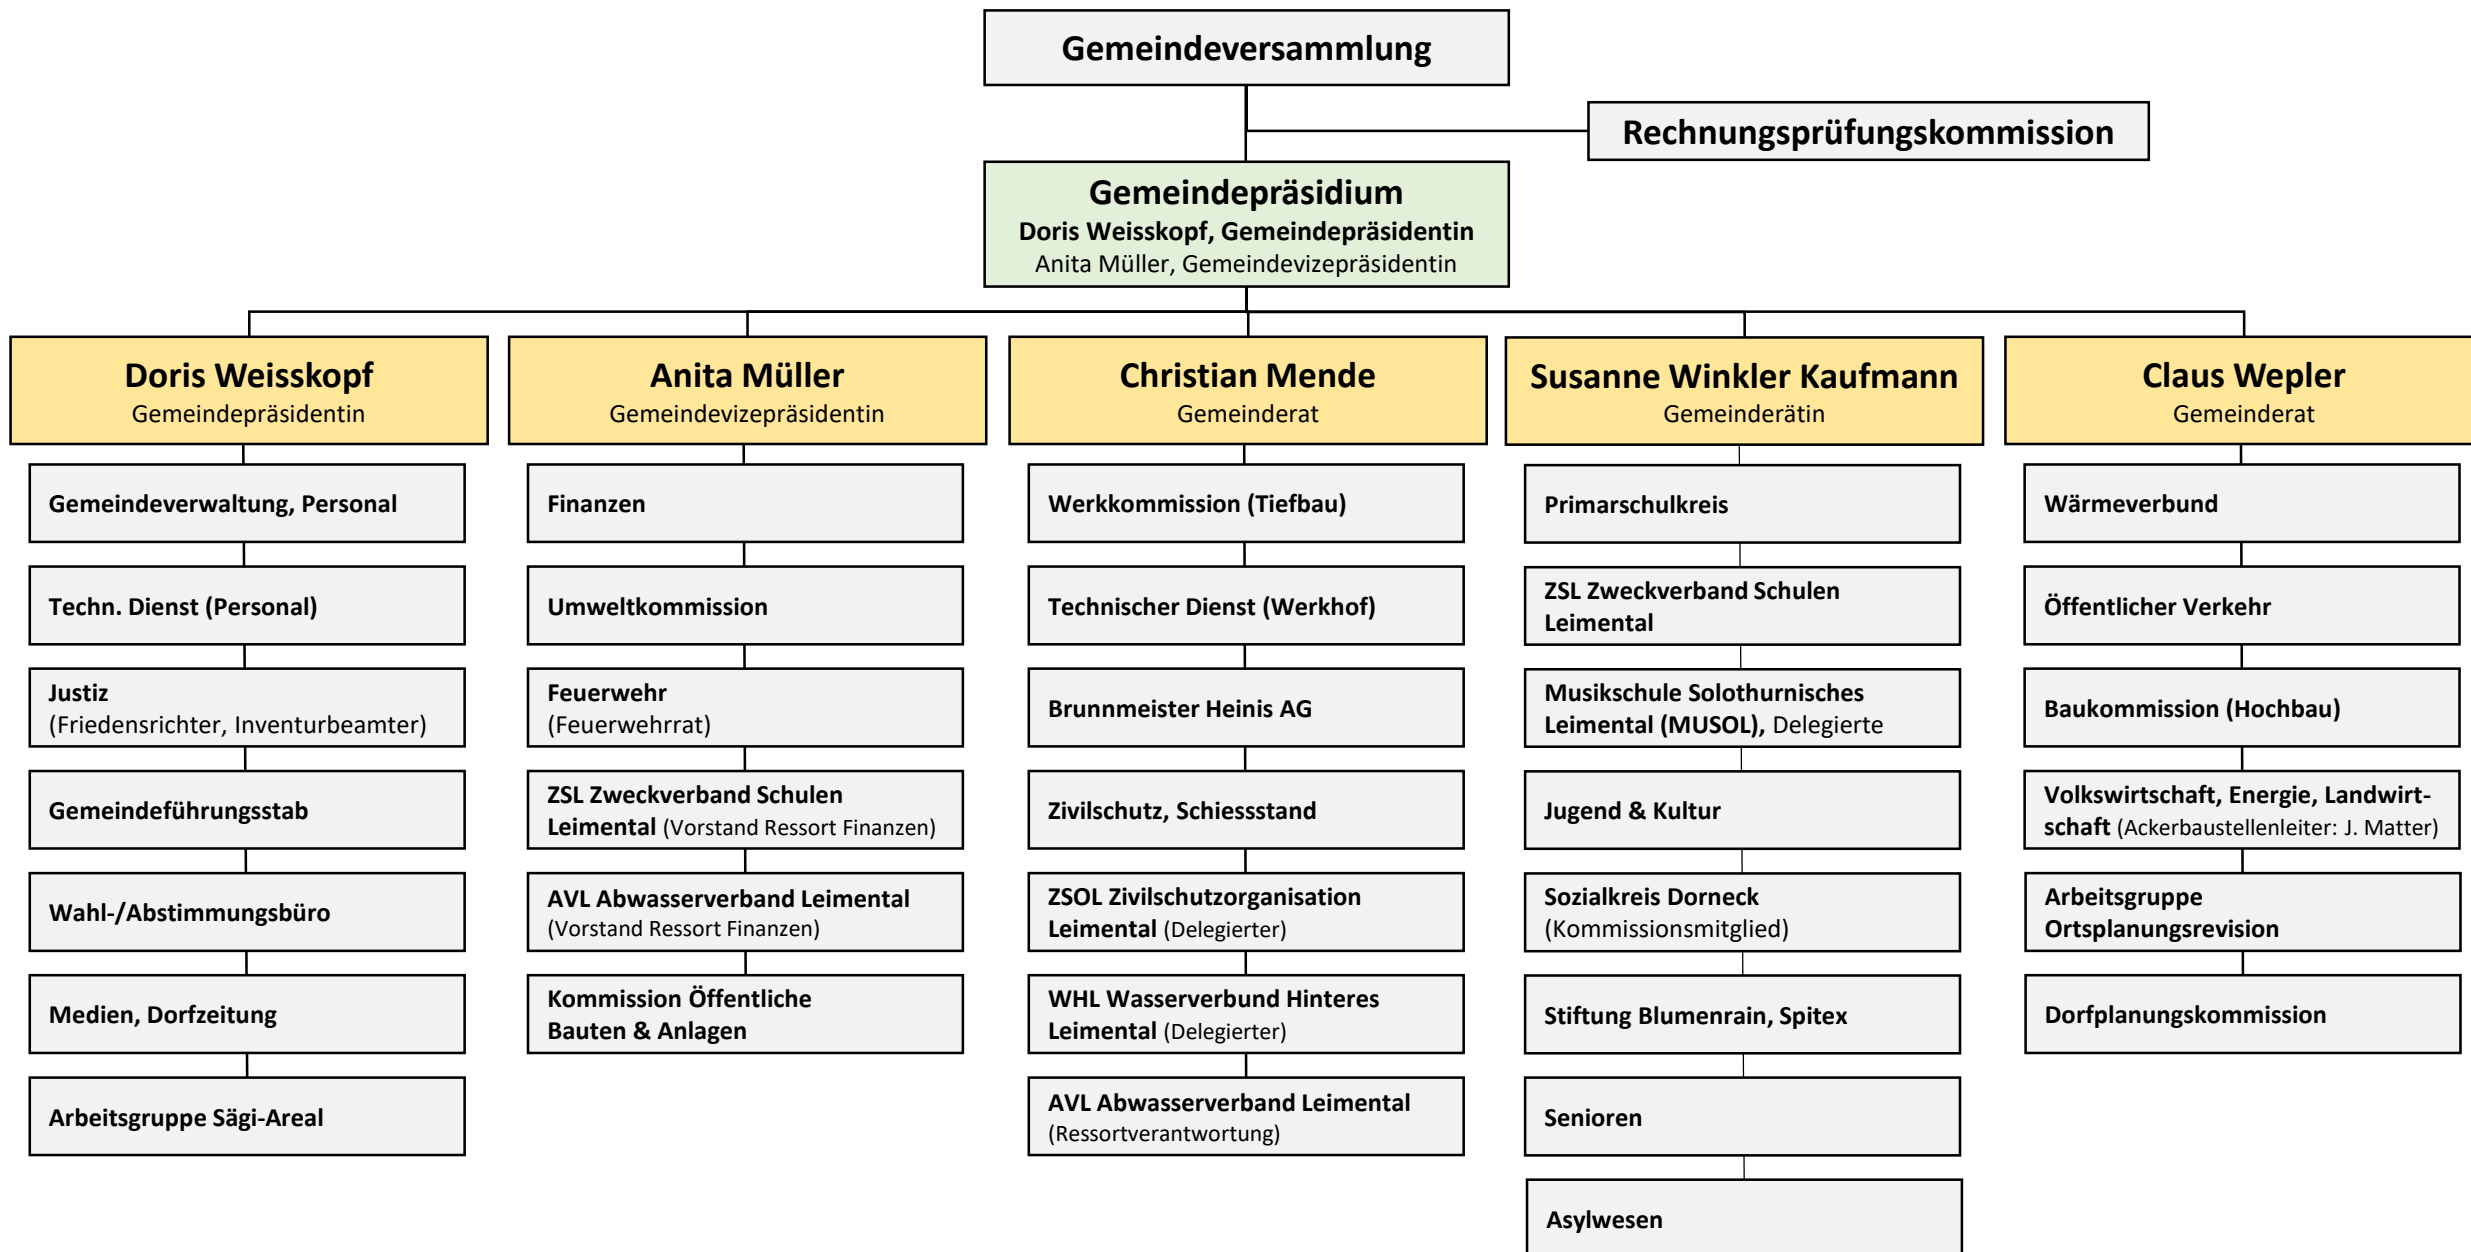 Gemeindeversammlung
Rechnungsprüfungskommission
Gemeindepräsidium
Doris Weisskopf, Gemeindepräsidentin
Anita Müller, Gemeindevizepräsidentin
Doris Weisskopf
Gemeindepräsidentin
Gemeindeverwaltung, Personal
Techn. Dienst (Personal)
Justiz
(Friedensrichter, Inventurbeamter)
Gemeindeführungsstab
Wahl-/Abstimmungsbüro
Medien, Dorfzeitung
Arbeitsgruppe Sägi-Areal
Anita Müller
Gemeindevizepräsidentin
Finanzen
Umweltkommission
Feuerwehr
(Feuerwehrrat)
ZSL Zweckverband Schulen
Leimental (Vorstand Ressort Finanzen)
AVL Abwasserverband Leimental
(Vorstand Ressort Finanzen)
Kommission Öffentliche
Bauten & Anlagen
Christian Mende
Gemeinderat
Werkkommission (Tiefbau)
Technischer Dienst (Werkhof)
Brunnmeister Heinis AG
Zivilschutz, Schiessstand
ZSOL Zivilschutzorganisation
Leimental (Delegierter)
WHL Wasserverbund Hinteres
Leimental (Delegierter)
AVL Abwasserverband Leimental
(Ressortverantwortung)
Susanne Winkler Kaufmann
Gemeinderätin
Primarschulkreis
ZSL Zweckverband Schulen
Leimental
Musikschule Solothurnisches
Leimental (MUSOL), Delegierte
Jugend & Kultur
Sozialkreis Dorneck
(Kommissionsmitglied)
Stiftung Blumenrain, Spitex
Senioren
Asylwesen
Claus Wepler
Gemeinderat
Wärmeverbund
Öffentlicher Verkehr
Baukommission (Hochbau)
Volkswirtschaft, Energie, Landwirt-
schaft (Ackerbaustellenleiter: J. Matter)
Arbeitsgruppe
Ortsplanungsrevision
Dorfplanungskommission